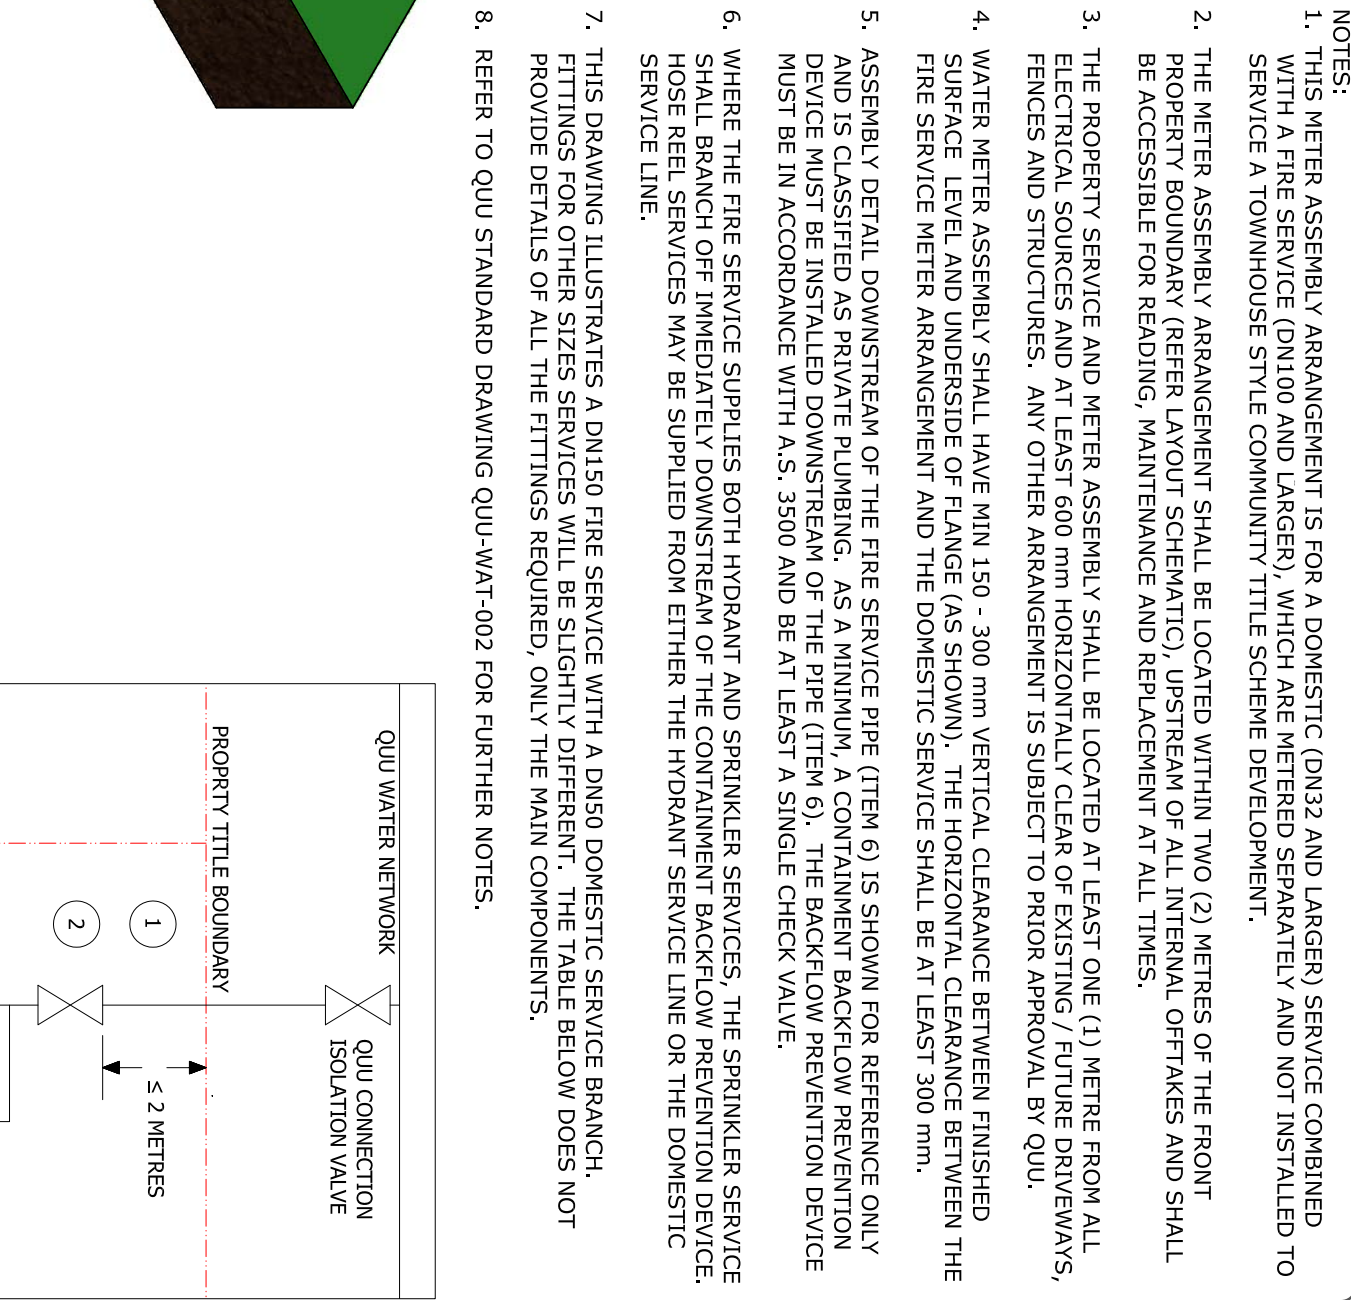 NOTES:
1. THIS METER ASSEMBLY ARRANGEMENT IS FOR A DOMESTIC (DN32 AND LARGER) SERVICE COMBINED
WITH A FIRE SERVICE (DN100 AND LARGER), WHICH ARE METERED SEPARATELY AND NOT INSTALLED TO
SERVICE A TOWNHOUSE STYLE COMMUNITY TITLE SCHEME DEVELOPMENT.
2. THE METER ASSEMBLY ARRANGEMENT SHALL BE LOCATED WITHIN TWO (2) METRES OF THE FRONT
PROPERTY BOUNDARY (REFER LAYOUT SCHEMATIC), UPSTREAM OF ALL INTERNAL OFFTAKES AND SHALL
BE ACCESSIBLE FOR READING, MAINTENANCE AND REPLACEMENT AT ALL TIMES.
3. THE PROPERTY SERVICE AND METER ASSEMBLY SHALL BE LOCATED AT LEAST ONE (1) METRE FROM ALL
ELECTRICAL SOURCES AND AT LEAST 600 mm HORIZONTALLY CLEAR OF EXISTING / FUTURE DRIVEWAYS,
FENCES AND STRUCTURES. ANY OTHER ARRANGEMENT IS SUBJECT TO PRIOR APPROVAL BY QUU.
4. WATER METER ASSEMBLY SHALL HAVE MIN 150 - 300 mm VERTICAL CLEARANCE BETWEEN FINISHED
SURFACE LEVEL AND UNDERSIDE OF FLANGE (AS SHOWN). THE HORIZONTAL CLEARANCE BETWEEN THE
FIRE SERVICE METER ARRANGEMENT AND THE DOMESTIC SERVICE SHALL BE AT LEAST 300 mm.
5. ASSEMBLY DETAIL DOWNSTREAM OF THE FIRE SERVICE PIPE (ITEM 6) IS SHOWN FOR REFERENCE ONLY
AND IS CLASSIFIED AS PRIVATE PLUMBING. AS A MINIMUM, A CONTAINMENT BACKFLOW PREVENTION
DEVICE MUST BE INSTALLED DOWNSTREAM OF THE PIPE (ITEM 6). THE BACKFLOW PREVENTION DEVICE
MUST BE IN ACCORDANCE WITH A.S. 3500 AND BE AT LEAST A SINGLE CHECK VALVE.
6. WHERE THE FIRE SERVICE SUPPLIES BOTH HYDRANT AND SPRINKLER SERVICES, THE SPRINKLER SERVICE
SHALL BRANCH OFF IMMEDIATELY DOWNSTREAM OF THE CONTAINMENT BACKFLOW PREVENTION DEVICE.
HOSE REEL SERVICES MAY BE SUPPLIED FROM EITHER THE HYDRANT SERVICE LINE OR THE DOMESTIC
SERVICE LINE.
7. THIS DRAWING ILLUSTRATES A DN150 FIRE SERVICE WITH A DN50 DOMESTIC SERVICE BRANCH.
FITTINGS FOR OTHER SIZES SERVICES WILL BE SLIGHTLY DIFFERENT. THE TABLE BELOW DOES NOT
PROVIDE DETAILS OF ALL THE FITTINGS REQUIRED, ONLY THE MAIN COMPONENTS.
8. REFER TO QUU STANDARD DRAWING QUU-WAT-002 FOR FURTHER NOTES.
QUU WATER NETWORK
QUU CONNECTION
ISOLATION VALVE
PROPRTY TITLE BOUNDARY
≤ 2 METRES
1
2